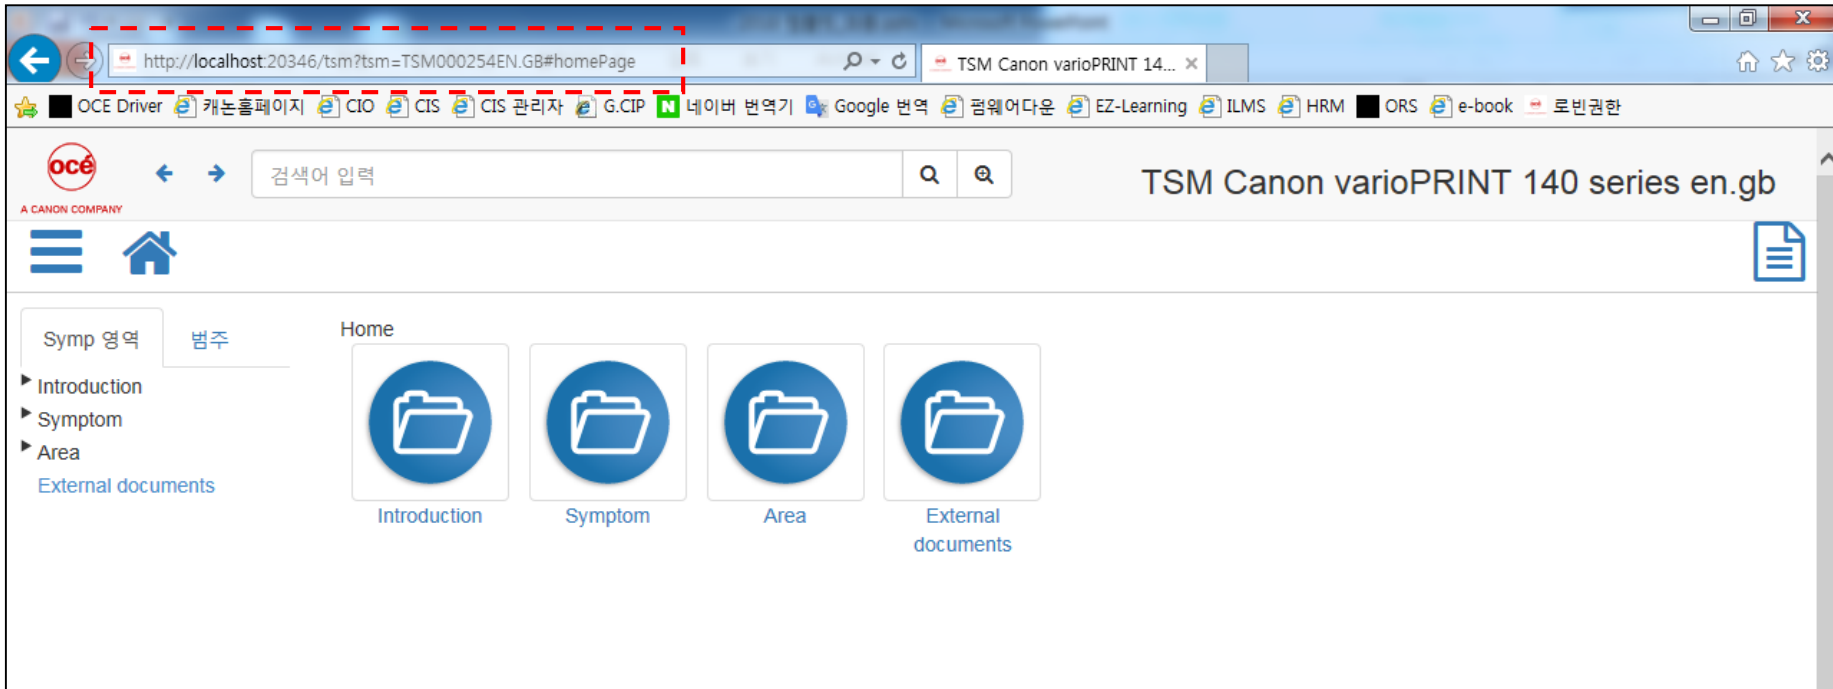 http://localhost:20346/tsm?tsm=TSM000254EN.GB#homePage
TSM Canon varioPRINT 14...
OCE Driver 캐논홈페이지 CIO CIS CIS 관리자 G.CIP N 네이버 번역기 Google 번역 펌웨어다운 EZ-Learning ILMS HRM ORS e-book 로빈권한
océ
A CANON COMPANY
검색어 입력
TSM Canon varioPRINT 140 series en.gb
Symp 영역 범주
Introduction
Symptom
Area
External documents
Home
Introduction Symptom Area External
documents